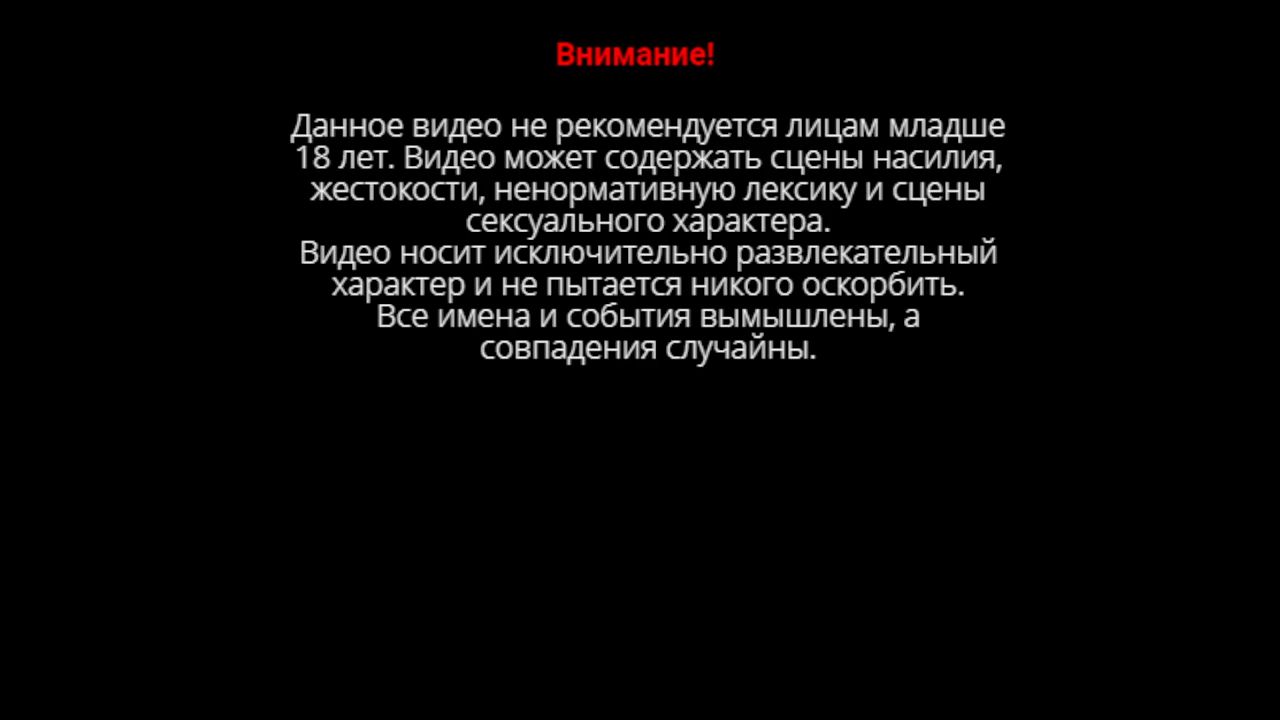 Внимание!
Данное видео не рекомендуется лицам младше
18 лет. Видео может содержать сцены насилия,
жестокости, ненормативную лексику и сцены
сексуального характера.
Видео носит исключительно развлекательный
характер и не пытается никого оскорбить.
Все имена и события вымышлены, а
совпадения случайны.